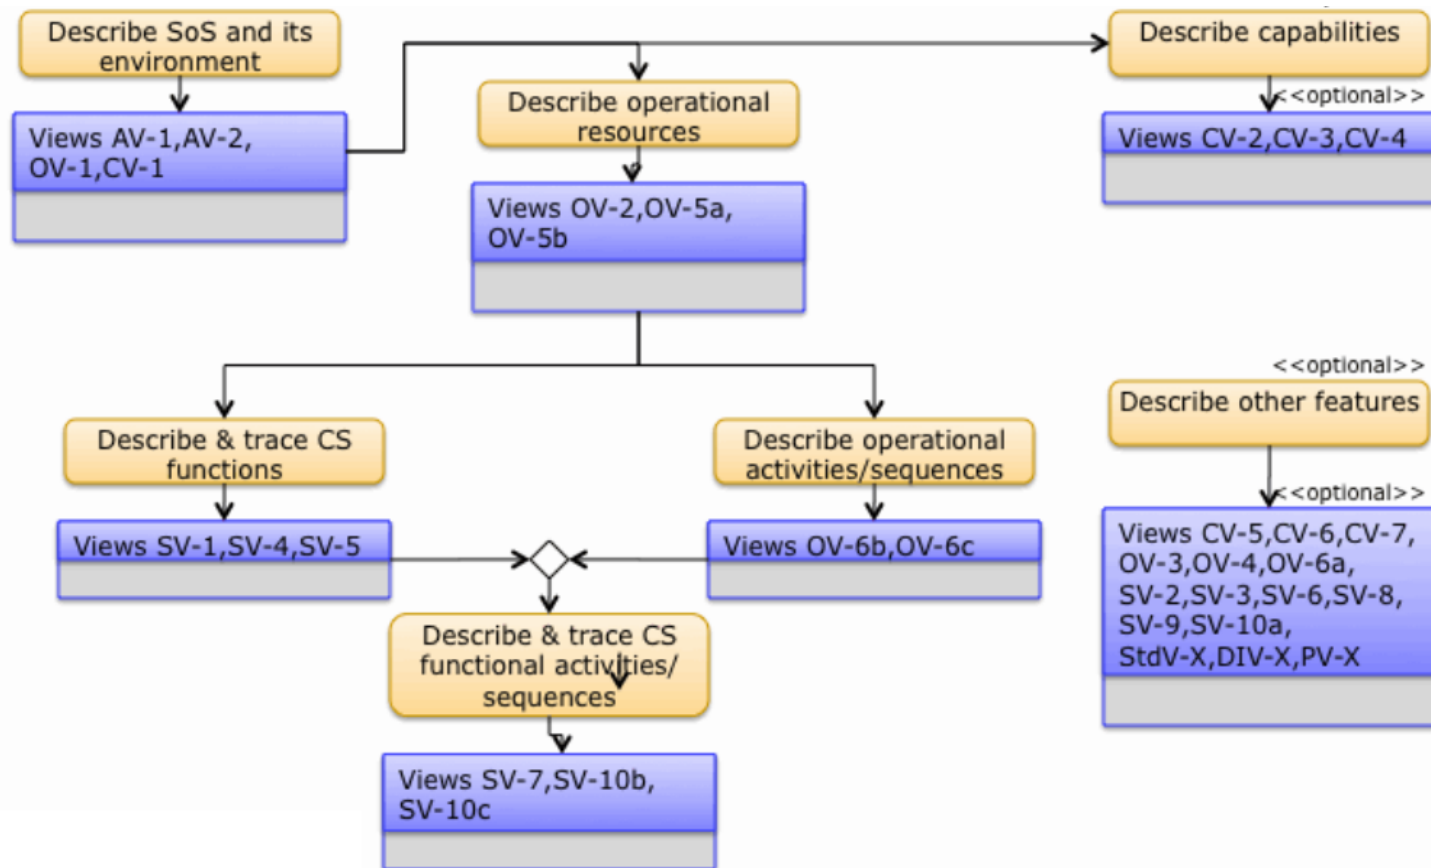 Describe SoS and its
environment
Describe capabilities
<<optional>>
Describe operational
resources
Views AV-1,AV-2,
OV-1,CV-1
Views CV-2,CV-3,CV-4
Views OV-2,OV-5a,
OV-5b
<<optional>>
Describe other features
Describe & trace CS
functions
Describe operational
activities/sequences
<<optional>>
Views SV-1,SV-4,SV-5
Views OV-6b,OV-6c
Views CV-5,CV-6,CV-7,
OV-3,OV-4,OV-6a,
SV-2,SV-3,SV-6,SV-8,
SV-9,SV-10a,
StdV-X,DIV-X,PV-X
Describe & trace CS
functional activities/
sequences
Views SV-7,SV-10b,
SV-10c